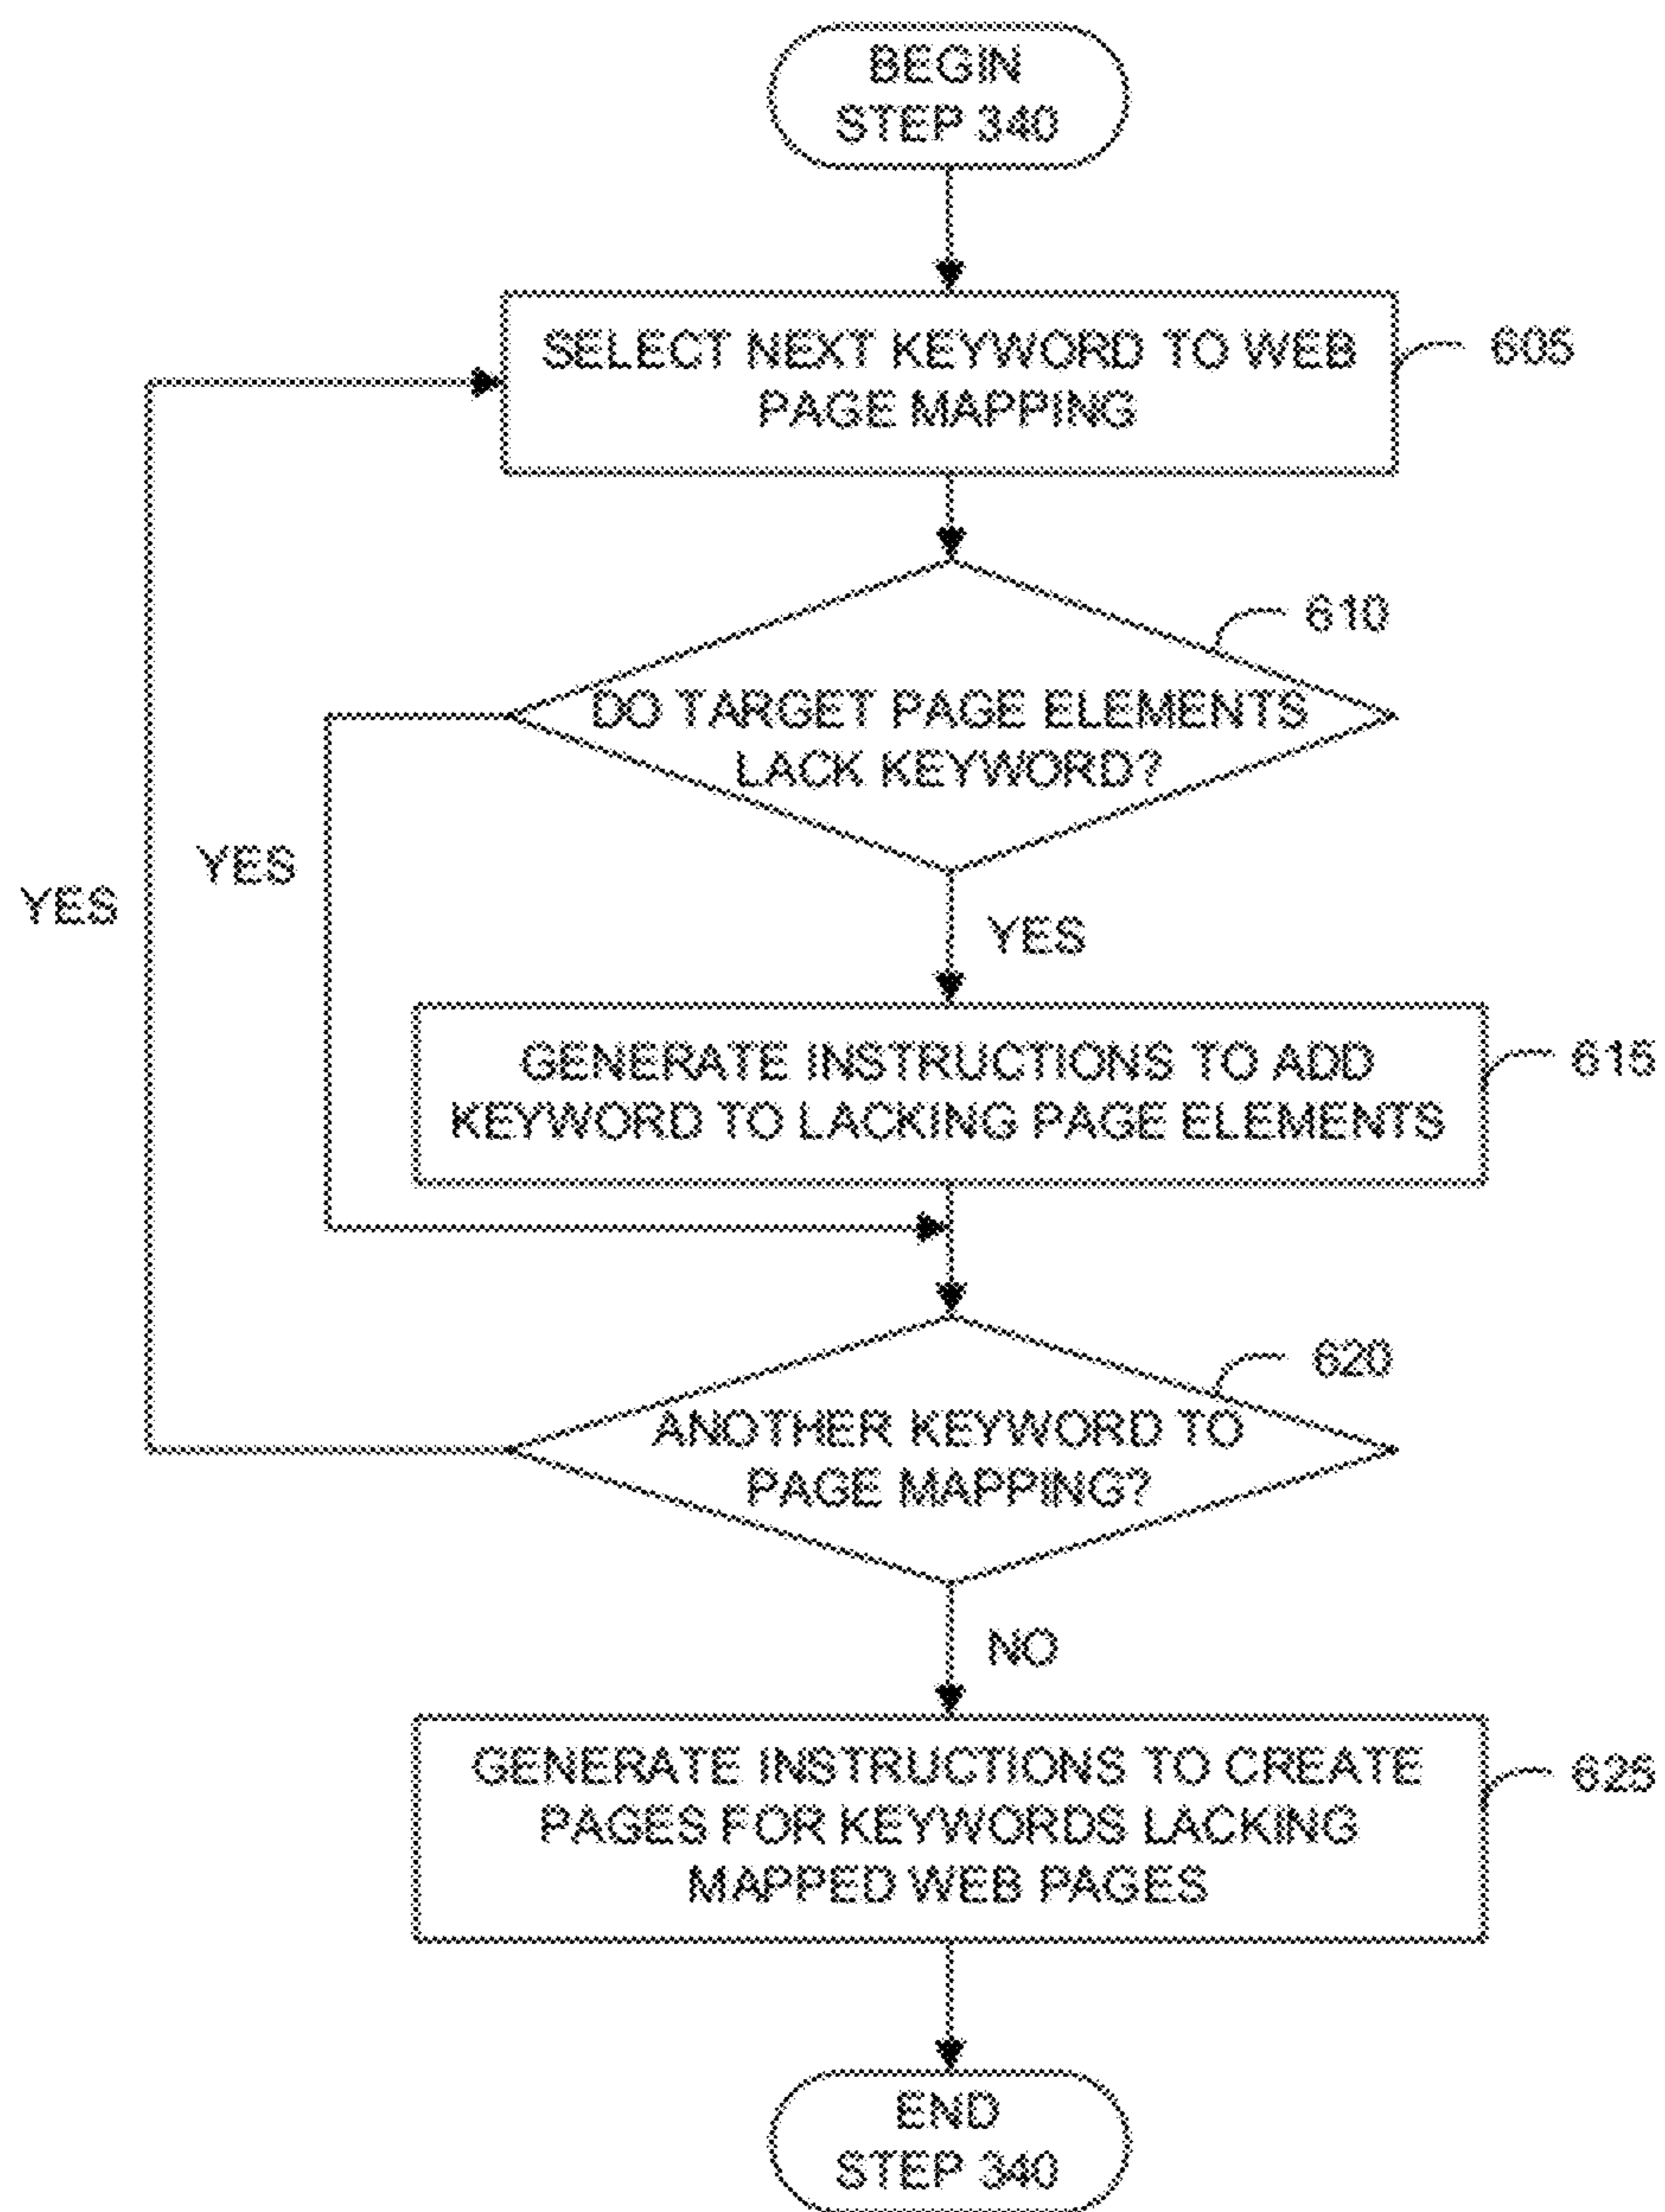 BEGIN
STEP 340
SELECT NEXT KEYWORD TO WEB
PAGE MAPPING
605
610
DO TARGET PAGE ELEMENTS
LACK KEYWORD?
YES
YES
YES
GENERATE INSTRUCTIONS TO ADD
KEYWORD TO LACKING PAGE ELEMENTS
615
620
ANOTHER KEYWORD TO
PAGE MAPPING?
NO
GENERATE INSTRUCTIONS TO CREATE
PAGES FOR KEYWORDS LACKING
MAPPED WEB PAGES
625
END
STEP 340